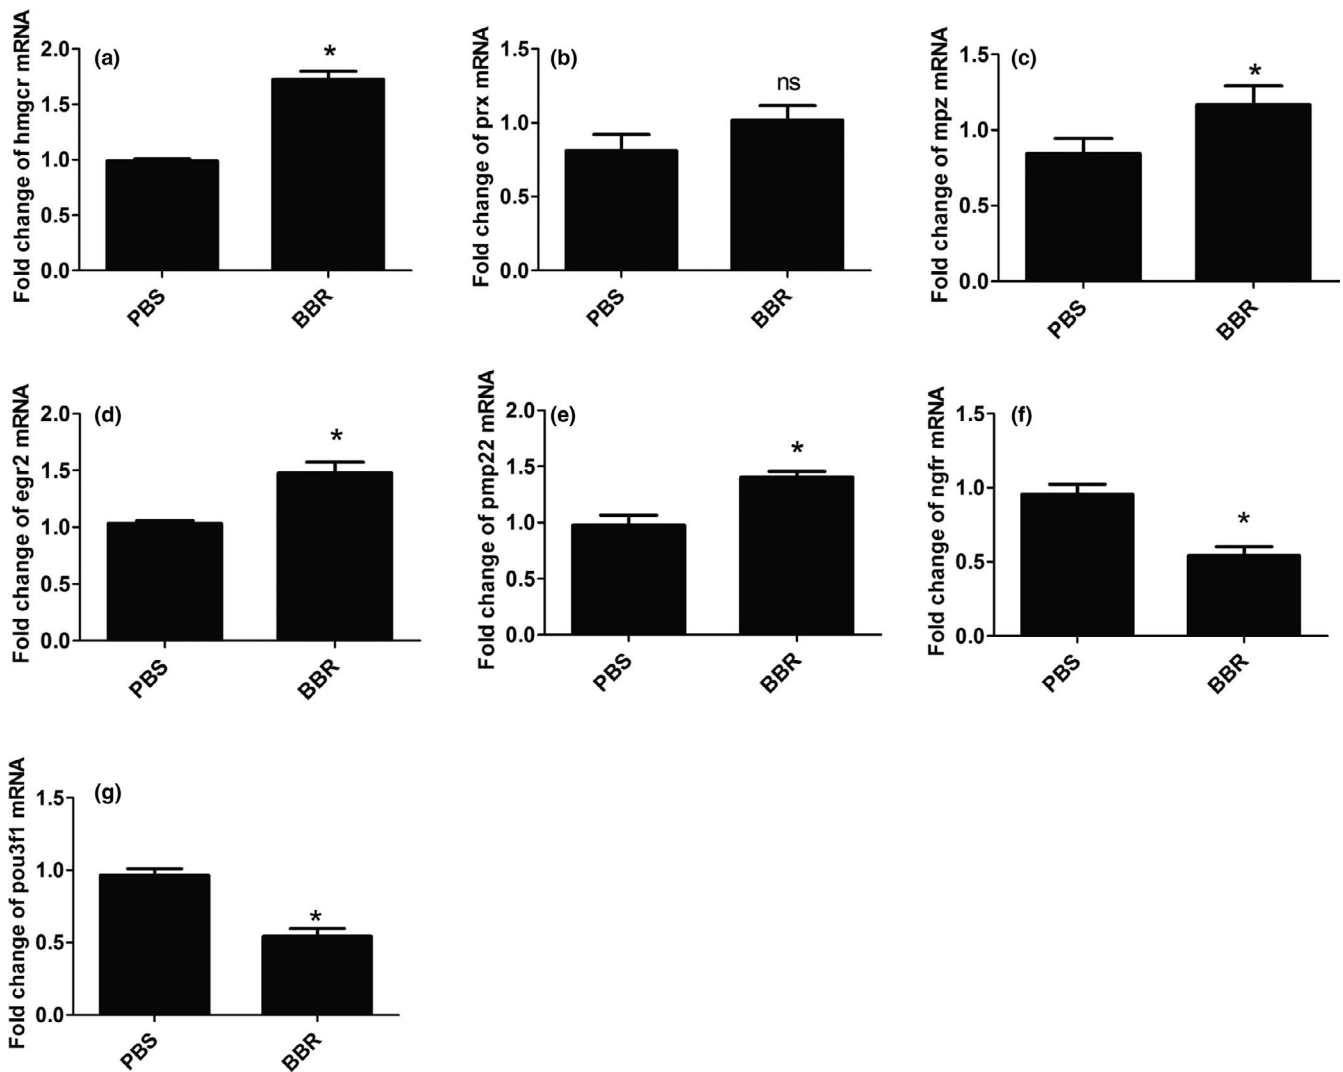 (a)
Fold change of hmgcr mRNA
2.0
1.5
1.0
0.5
0.0
*
PBS
BBR
(b)
Fold change of prx mRNA
1.5
1.0
0.5
0.0
ns
PBS
BBR
(c)
Fold change of mpz mRNA
1.5
1.0
0.5
0.0
*
PBS
BBR
(d)
Fold change of egr2 mRNA
2.0
1.5
1.0
0.5
0.0
*
PBS
BBR
(e)
Fold change of pmp22 mRNA
2.0
1.5
1.0
0.5
0.0
*
PBS
BBR
(f)
Fold change of ngfr mRNA
1.5
1.0
0.5
0.0
*
PBS
BBR
(g)
Fold change of pou3f1 mRNA
1.5
1.0
0.5
0.0
*
PBS
BBR